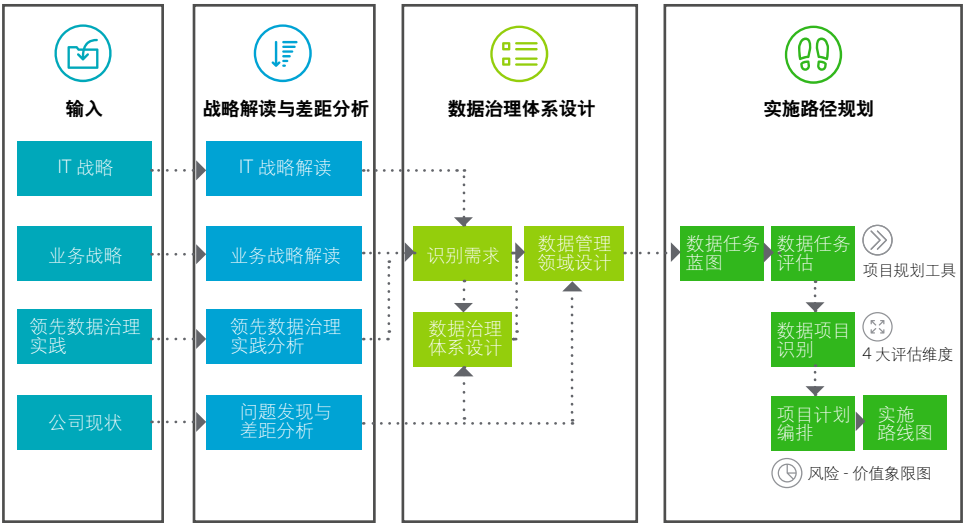 输入
IT 战略
业务战略
领先数据治理
实践
公司现状
战略解读与差距分析
IT 战略解读
业务战略解读
领先数据治理
实践分析
问题发现与
差距分析
数据治理体系设计
识别需求
数据管理
领域设计
数据治理
体系设计
实施路径规划
数据任务
蓝图
数据任务
评估
项目规划工具
数据项目
识别
4 大评估维度
项目计划
编排
实施
路线图
风险 - 价值象限图